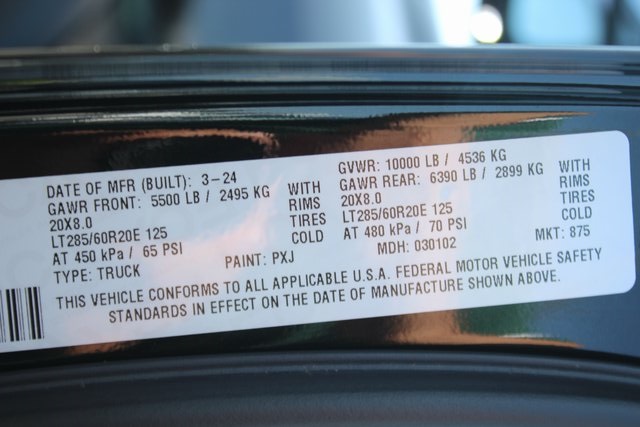 DATE OF MFR (BUILT): 3-24
GAWR FRONT: 5500 LB / 2495 KG WITH
20X8.0 RIMS
LT285/60R20E 125 TIRES
AT 450 kPa / 65 PSI COLD
TYPE: TRUCK PAINT: PXJ
GVWR: 10000 LB / 4536 KG
GAWR REAR: 6390 LB / 2899 KG WITH
20X8.0 RIMS
LT285/60R20E 125 TIRES
AT 480 kPa / 70 PSI COLD
MDH: 030102 MKT: 875
THIS VEHICLE CONFORMS TO ALL APPLICABLE U.S.A. FEDERAL MOTOR VEHICLE SAFETY
STANDARDS IN EFFECT ON THE DATE OF MANUFACTURE SHOWN ABOVE.